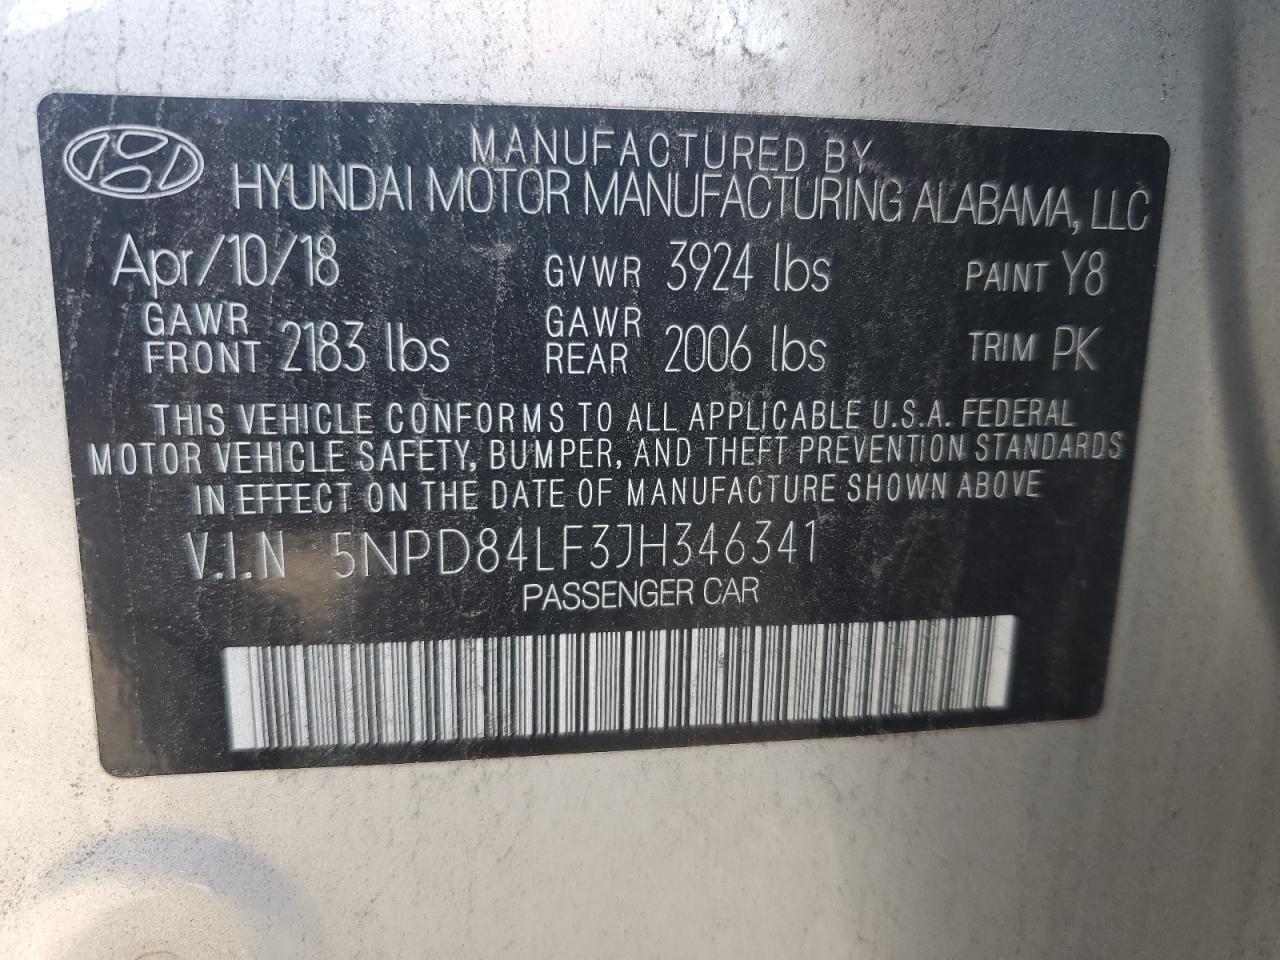 MANUFACTURED BY
HYUNDAI MOTOR MANUFACTURING ALABAMA, LLC
Apr/10/18 GVWR 3924 lbs PAINT Y8
GAWR FRONT 2183 lbs GAWR REAR 2006 lbs TRIM PK
THIS VEHICLE CONFORMS TO ALL APPLICABLE U.S.A. FEDERAL
MOTOR VEHICLE SAFETY, BUMPER, AND THEFT PREVENTION STANDARDS
IN EFFECT ON THE DATE OF MANUFACTURE SHOWN ABOVE
V.I.N 5NPD84LF3JH346341
PASSENGER CAR